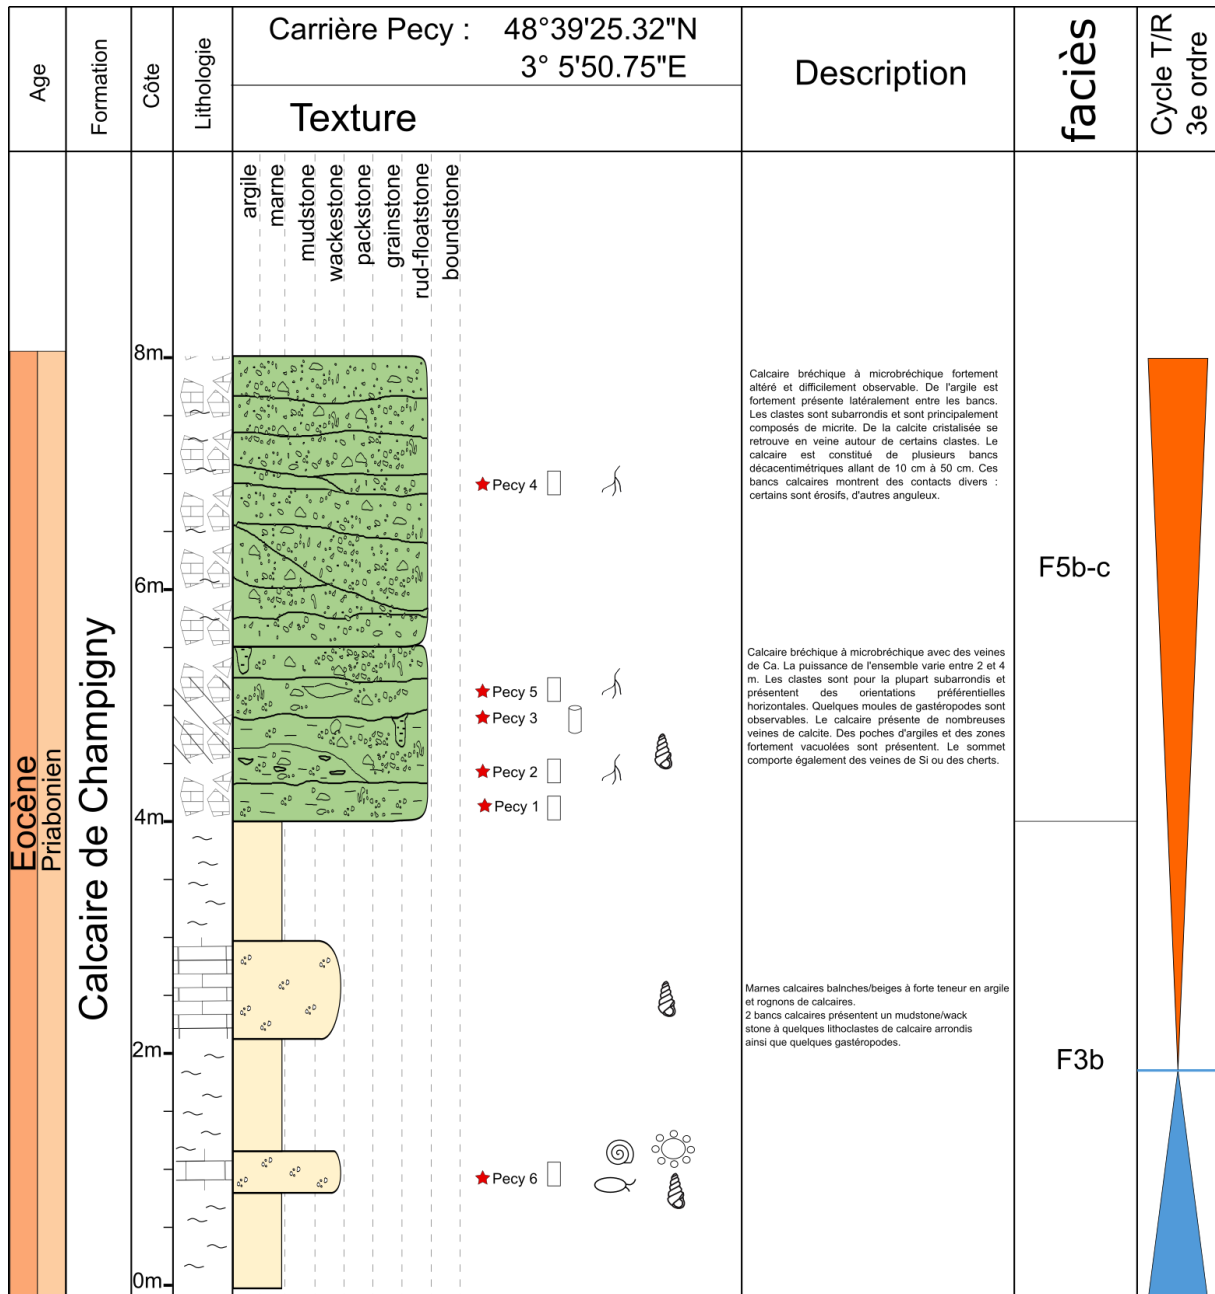 Age
Formation
Côte
Lithologie
Carrière Pecy : 48°39'25.32"N
3° 5'50.75"E
Texture
Description
faciès
Cycle T/R
3e ordre
argile
marne
mudstone
wackestone
packstone
grainstone
rud-floatstone
boundstone
Eocène
Priabonien
Calcaire de Champigny
8m
6m
4m
2m
0m
Pecy 4
Pecy 5
Pecy 3
Pecy 2
Pecy 1
Pecy 6
Calcaire bréchique à microbréchique fortement
altéré et difficilement observable. De l'argile est
fortement présente latéralement entre les bancs.
Les clastes sont subarrondis et sont principalement
composés de micrite. De la calcite cristalisée se
retrouve en veine autour de certains clastes. Le
calcaire est constitué de plusieurs bancs
décacentimétriques allant de 10 cm à 50 cm. Ces
bancs calcaires montrent des contacts divers :
certains sont érosifs, d'autres anguleux.
Calcaire bréchique à microbréchique avec des veines
de Ca. La puissance de l'ensemble varie entre 2 et 4
m. Les clastes sont pour la plupart subarrondis et
présentent des orientations préférentielles
horizontales. Quelques moules de gastéropodes sont
observables. Le calcaire présente de nombreuses
veines de calcite. Des poches d'argiles et des zones
fortement vacuolées sont présent. Le sommet
comporte également des veines de Si ou des cherts.
Marnes calcaires balnches/beiges à forte teneur en argile
et rognons de calcaires.
2 bancs calcaires présentent un mudstone/wack
stone à quelques lithoclastes de calcaire arrondis
ainsi que quelques gastéropodes.
F5b-c
F3b